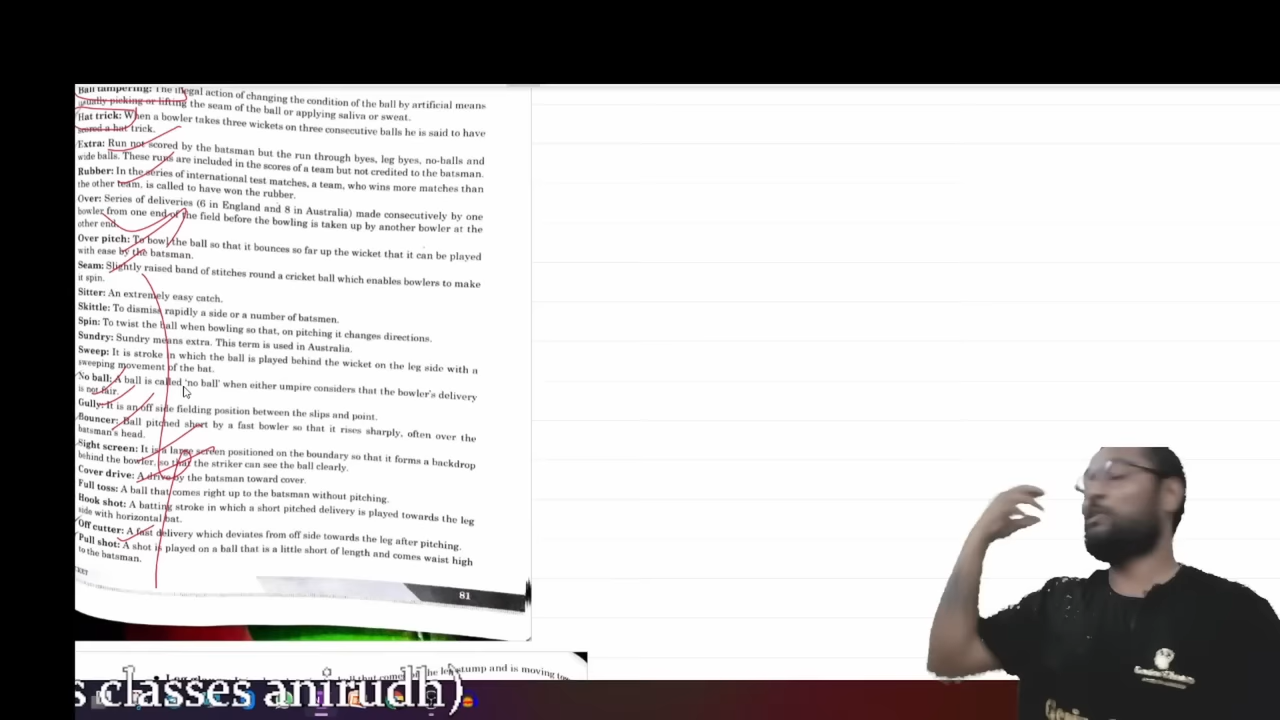 Ball tampering: The illegal action of changing the condition of the ball by artificial means
usually picking or lifting the seam of the ball or applying saliva or sweat.
Hat trick: When a bowler takes three wickets on three consecutive balls he is said to have
scored a hat trick.
Extra: Run not scored by the batsman but the run through byes, leg byes, no-balls and
wide balls. These runs are included in the scores of a team but not credited to the batsman.
Rubber: In the series of international test matches, a team, who wins more matches than
the other team, is called to have won the rubber.
Over: Series of deliveries (6 in England and 8 in Australia) made consecutively by one
bowler from one end of the field before the bowling is taken up by another bowler at the
other end.
Over pitch: To bowl the ball so that it bounces so far up the wicket that it can be played
with ease by the batsman.
Seam: Slightly raised band of stitches round a cricket ball which enables bowlers to make
it spin.
Sitter: An extremely easy catch.
Skittle: To dismiss rapidly a side or a number of batsmen.
Spin: To twist the ball when bowling so that, on pitching it changes directions.
Sundry: Sundry means extra. This term is used in Australia.
Sweep: It is stroke in which the ball is played behind the wicket on the leg side with a
sweeping movement of the bat.
No ball: A ball is called 'no ball' when either umpire considers that the bowler's delivery
is not fair.
Gully: It is an off side fielding position between the slips and point.
Bouncer: Ball pitched short by a fast bowler so that it rises sharply, often over the
batsman's head.
Sight screen: It is a large screen positioned on the boundary so that it forms a backdrop
behind the bowler, so that the striker can see the ball clearly.
Cover drive: A drive by the batsman toward cover.
Full toss: A ball that comes right up to the batsman without pitching.
Hook shot: A batting stroke in which a short pitched delivery is played towards the leg
side with horizontal bat.
Off cutter: A fast delivery which deviates from off side towards the leg after pitching.
Pull shot: A shot is played on a ball that is a little short of length and comes waist high
to the batsman.
81
stump and is moving
s classes anirudh)